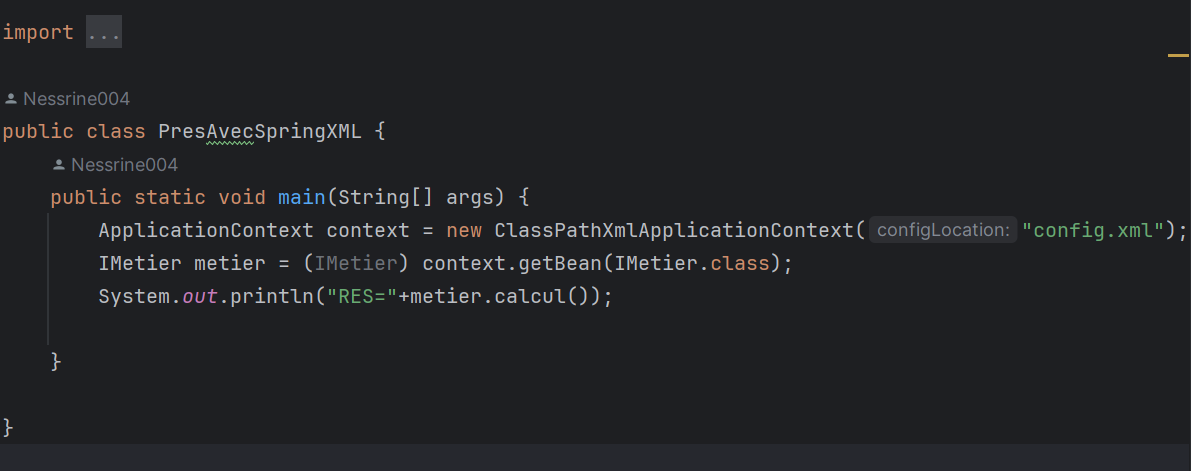 import ...
Nessrine004
public class PresAvecSpringXML {
Nessrine004
public static void main(String[] args) {
ApplicationContext context = new ClassPathXmlApplicationContext( configLocation: "config.xml");
IMetier metier = (IMetier) context.getBean(IMetier.class);
System.out.println("RES="+metier.calcul());
}
}